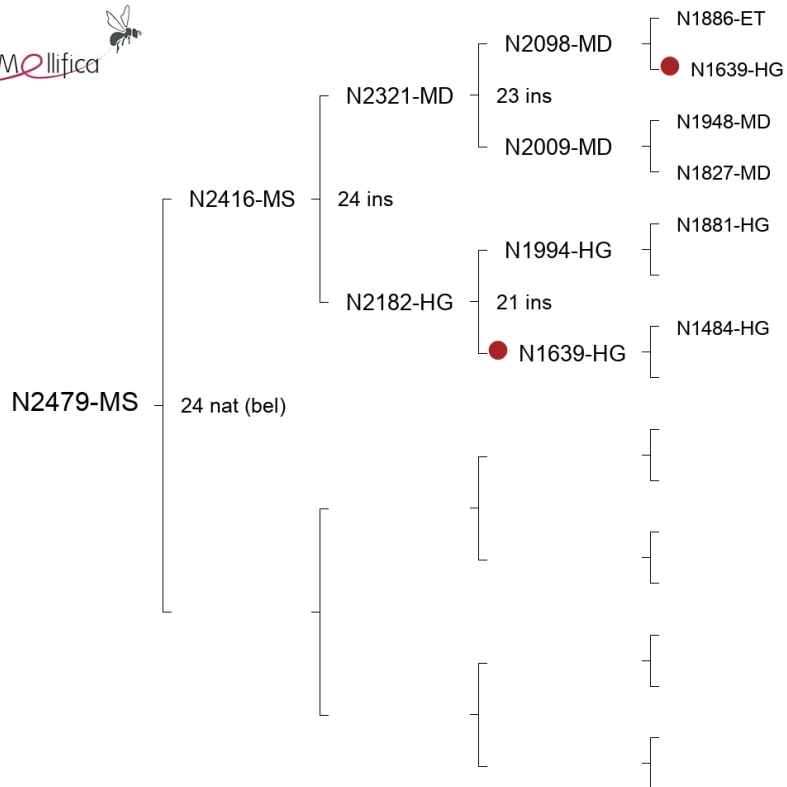 Mellifica
N1886-ET
N2098-MD
N1639-HG
N2321-MD
23 ins
N1948-MD
N2009-MD
N1827-MD
N2416-MS
24 ins
N1881-HG
N1994-HG
N2182-HG
21 ins
N1484-HG
N1639-HG
N2479-MS
24 nat (bel)